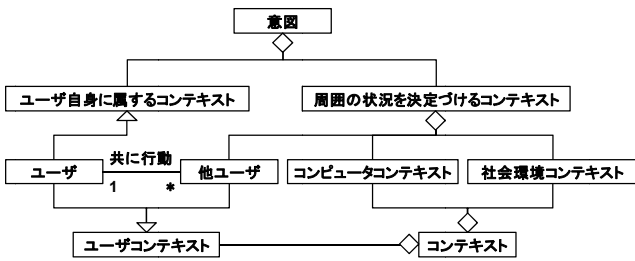 意図
ユーザ自身に属するコンテキスト
周囲の状況を決定づけるコンテキスト
共に行動
ユーザ
他ユーザ
コンピュータコンテキスト
社会環境コンテキスト
1
*
ユーザコンテキスト
コンテキスト